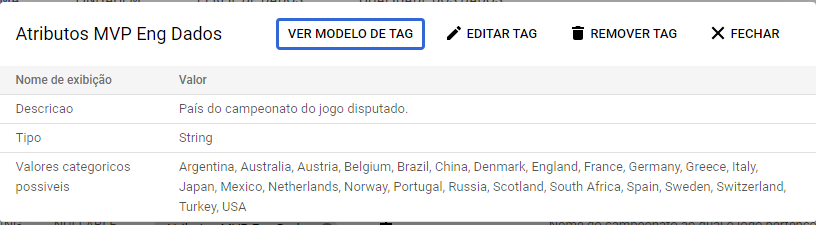 Atributos MVP Eng Dados
VER MODELO DE TAG
EDITAR TAG
REMOVER TAG
FECHAR
Nome de exibição
Valor
Descricao
País do campeonato do jogo disputado.
Tipo
String
Valores categoricos
possiveis
Argentina, Australia, Austria, Belgium, Brazil, China, Denmark, England, France, Germany, Greece, Italy,
Japan, Mexico, Netherlands, Norway, Portugal, Russia, Scotland, South Africa, Spain, Sweden, Switzerland,
Turkey, USA